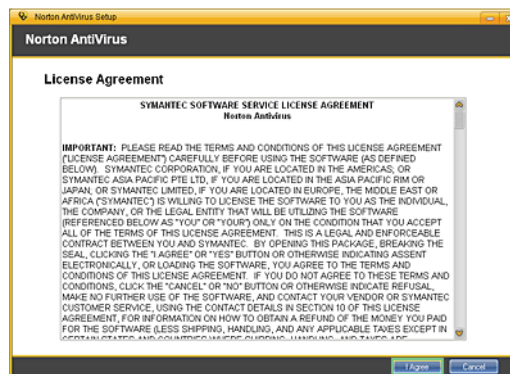 Norton AntiVirus Setup
Norton AntiVirus
License Agreement
SYMANTEC SOFTWARE SERVICE LICENSE AGREEMENT
Norton Antivirus
IMPORTANT: PLEASE READ THE TERMS AND CONDITIONS OF THIS LICENSE AGREEMENT
("LICENSE AGREEMENT") CAREFULLY BEFORE USING THE SOFTWARE (AS DEFINED
BELOW). SYMANTEC CORPORATION, IF YOU ARE LOCATED IN THE AMERICAS; OR
SYMANTEC ASIA PACIFIC PTE LTD, IF YOU ARE LOCATED IN THE ASIA PACIFIC RIM OR
JAPAN; OR SYMANTEC LIMITED, IF YOU ARE LOCATED IN EUROPE, THE MIDDLE EAST OR
AFRICA ("SYMANTEC") IS WILLING TO LICENSE THE SOFTWARE TO YOU AS THE INDIVIDUAL,
THE COMPANY, OR THE LEGAL ENTITY THAT WILL BE UTILIZING THE SOFTWARE
(REFERENCED BELOW AS "YOU" OR "YOUR") ONLY ON THE CONDITION THAT YOU ACCEPT
ALL OF THE TERMS OF THIS LICENSE AGREEMENT. THIS IS A LEGAL AND ENFORCEABLE
CONTRACT BETWEEN YOU AND SYMANTEC. BY OPENING THIS PACKAGE, BREAKING THE
SEAL, CLICKING THE "I AGREE" OR "YES" BUTTON OR OTHERWISE INDICATING ASSENT
ELECTRONICALLY, OR LOADING THE SOFTWARE, YOU AGREE TO THE TERMS AND
CONDITIONS OF THIS LICENSE AGREEMENT. IF YOU DO NOT AGREE TO THESE TERMS AND
CONDITIONS, CLICK THE "CANCEL" OR "NO" BUTTON OR OTHERWISE INDICATE REFUSAL,
MAKE NO FURTHER USE OF THE SOFTWARE, AND CONTACT YOUR VENDOR OR SYMANTEC
CUSTOMER SERVICE, USING THE CONTACT DETAILS IN SECTION 10 OF THIS LICENSE
AGREEMENT, FOR INFORMATION ON HOW TO OBTAIN A REFUND OF THE MONEY YOU PAID
FOR THE SOFTWARE (LESS SHIPPING, HANDLING, AND ANY APPLICABLE TAXES EXCEPT IN
CERTAIN STATES AND COUNTRIES WHERE SHIPPING, HANDLING, AND TAXES ARE
I Agree
Cancel